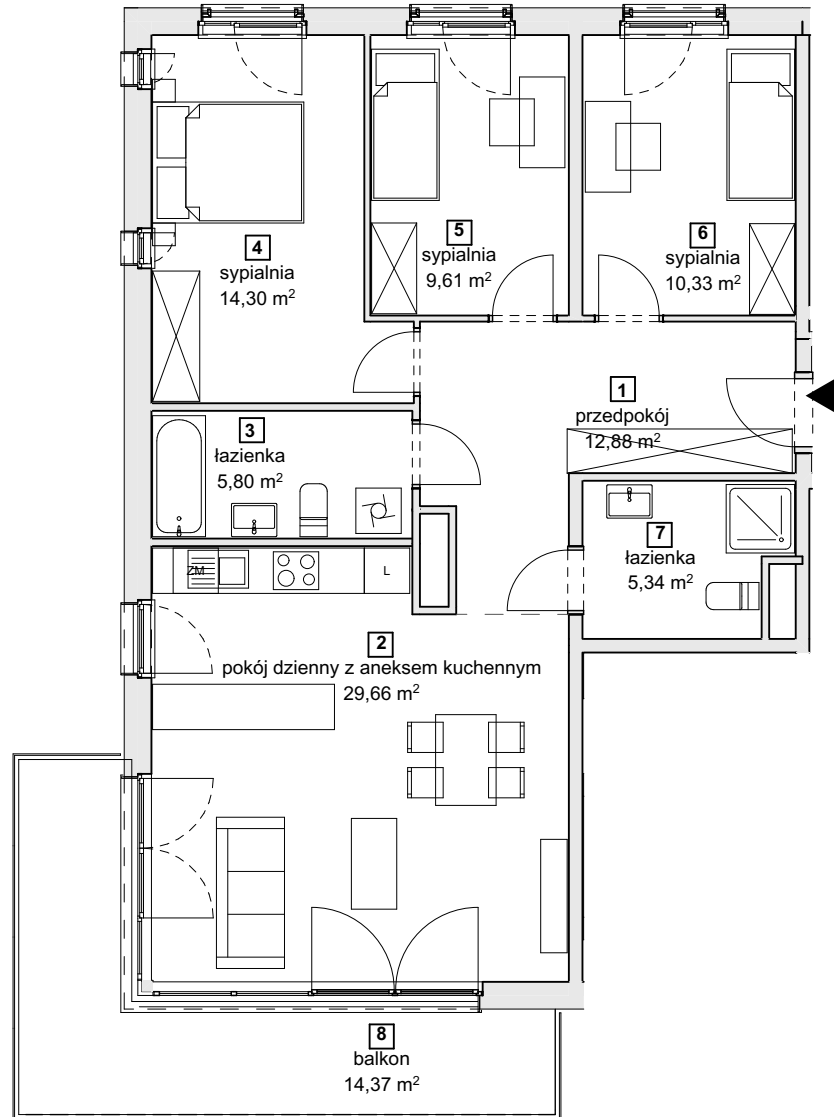 4
sypialnia
14,30 m²
5
sypialnia
9,61 m²
6
sypialnia
10,33 m²
1
przedpokój
12,88 m²
3
łazienka
5,80 m²
7
łazienka
5,34 m²
ZM
L
2
pokój dzienny z aneksem kuchennym
29,66 m²
8
balkon
14,37 m²